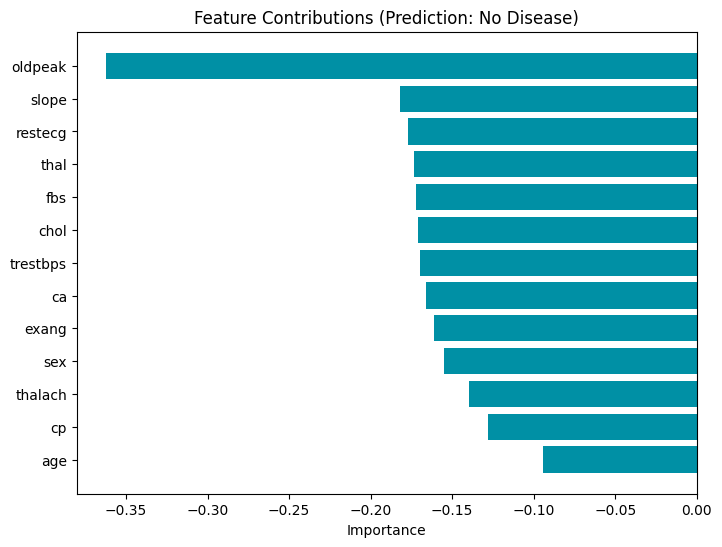 Feature Contributions (Prediction: No Disease)
oldpeak
slope
restecg
thal
fbs
chol
trestbps
ca
exang
sex
thalach
cp
age
−0.35 −0.30 −0.25 −0.20 −0.15 −0.10 −0.05 0.00
Importance